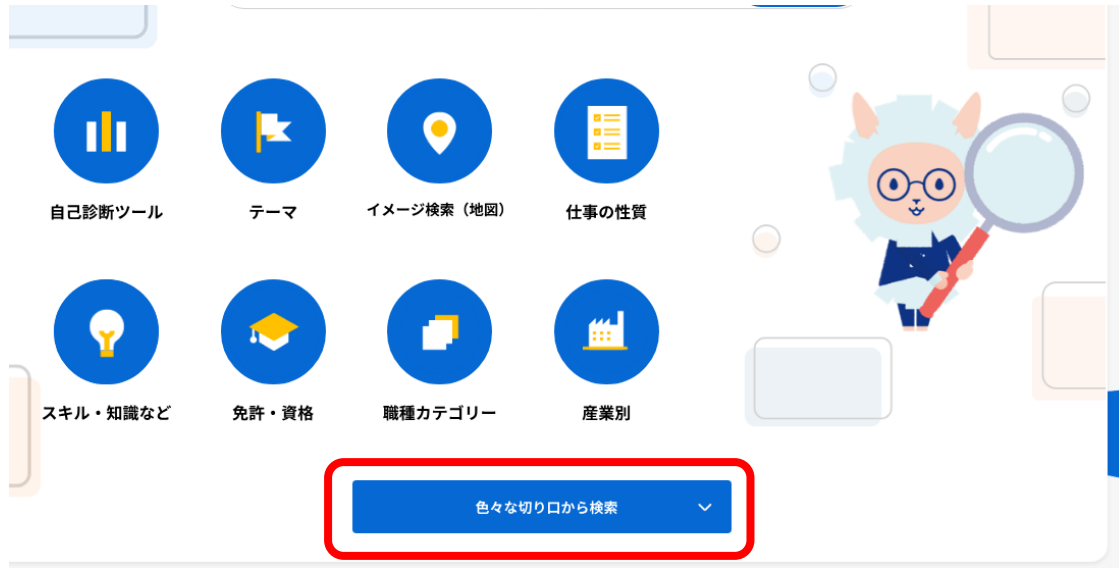 自己診断ツール
テーマ
イメージ検索（地図）
仕事の性質
スキル・知識など
免許・資格
職種カテゴリー
産業別
色々な切り口から検索